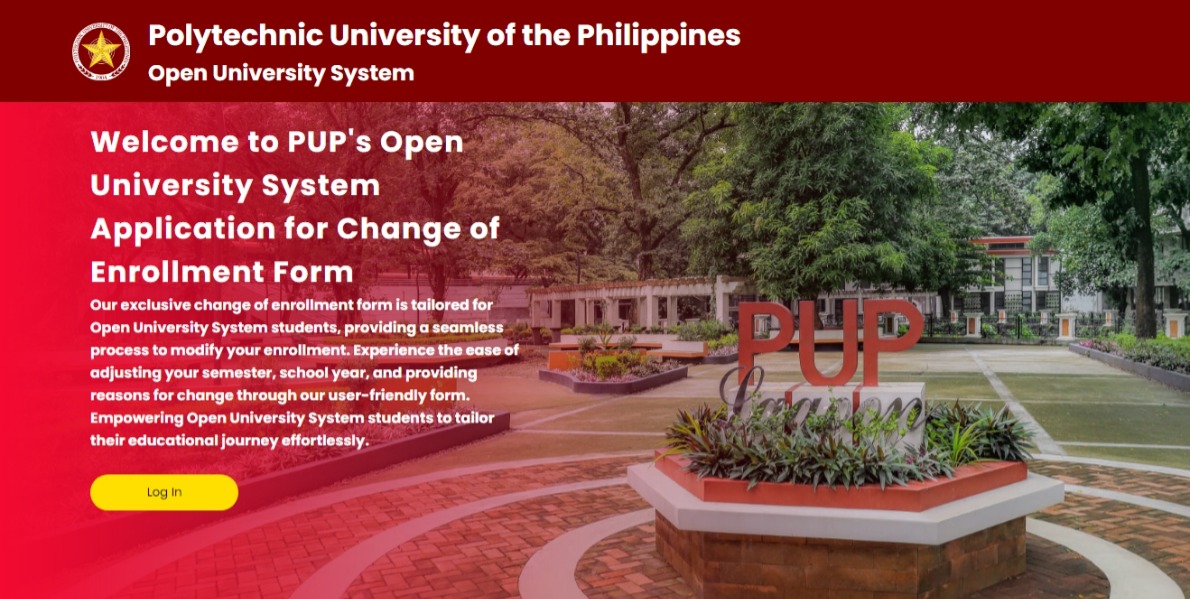 Polytechnic University of the Philippines
Open University System
Welcome to PUP's Open
University System
Application for Change of
Enrollment Form
Our exclusive change of enrollment form is tailored for
Open University System students, providing a seamless
process to modify your enrollment. Experience the ease of
adjusting your semester, school year, and providing
reasons for change through our user-friendly form.
Empowering Open University System students to tailor
their educational journey effortlessly.
Log In
PUP
Lagoon